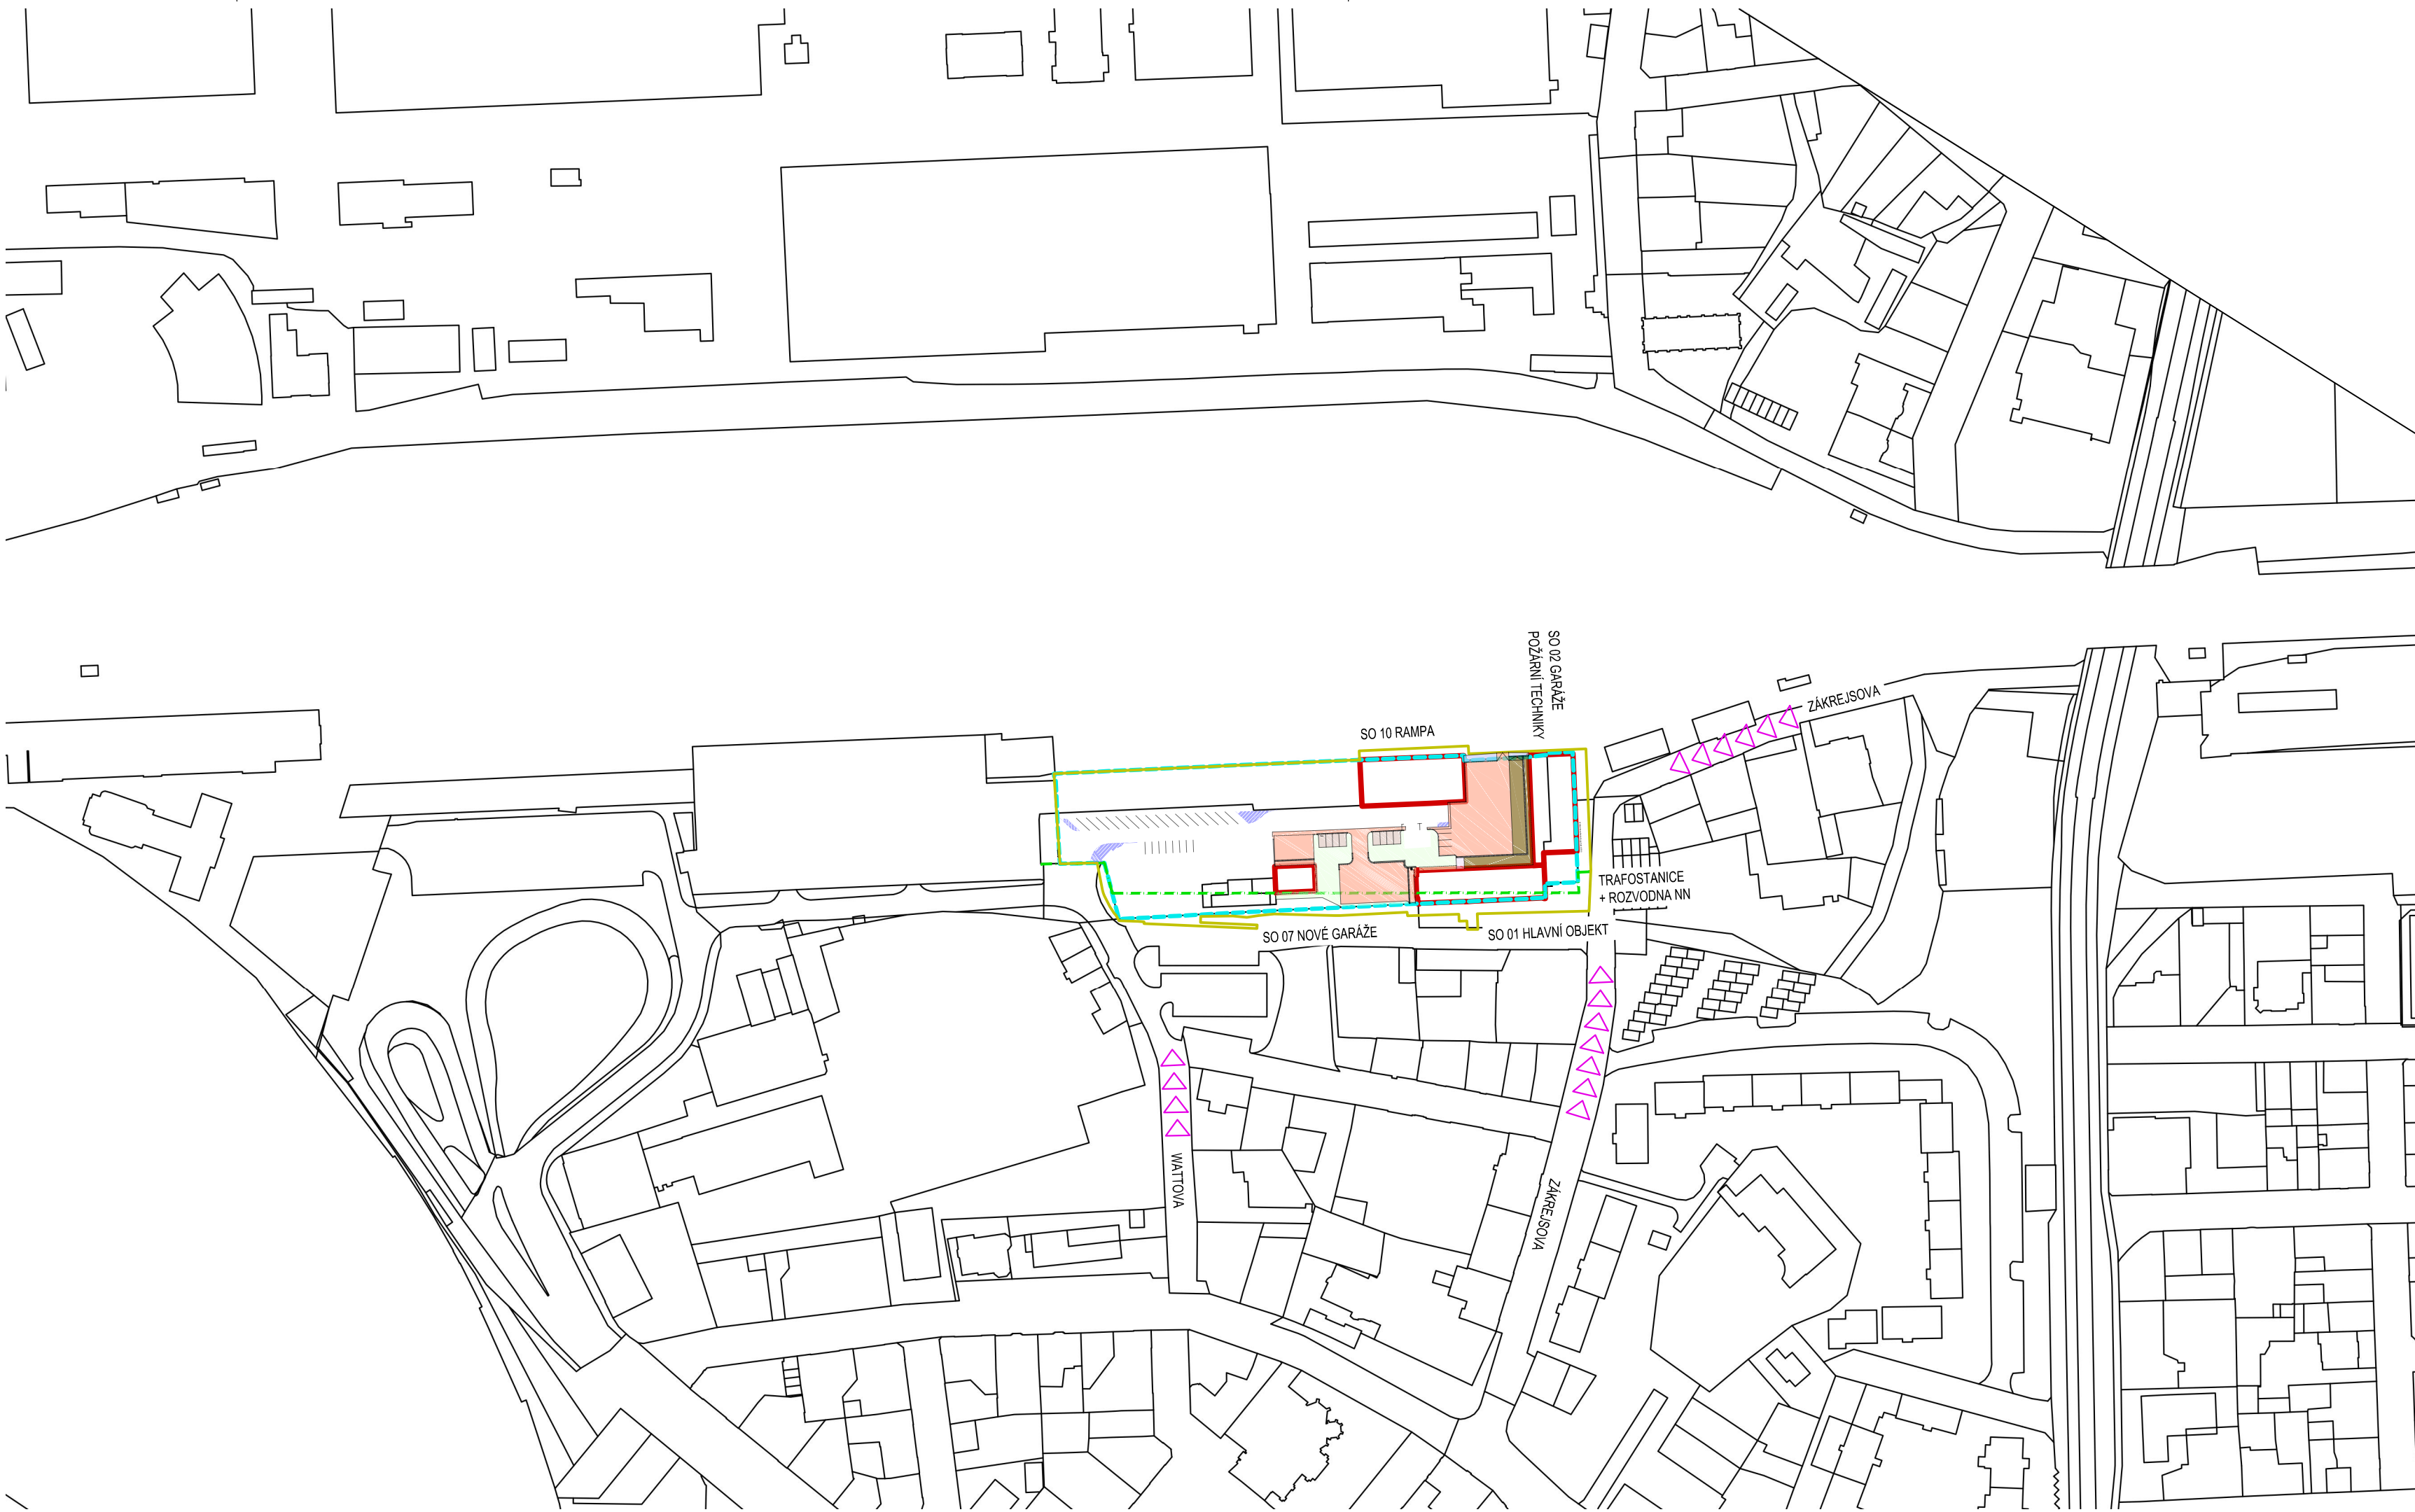 SO 02 GARÁŽE
POŽÁRNÍ TECHNIKY
ZÁKREJSOVA
SO 10 RAMPA
TRAFOSTANICE
+ ROZVODNA NN
SO 07 NOVÉ GARÁŽE
SO 01 HLAVNÍ OBJEKT
WATTOVA
ZÁKREJSOVA